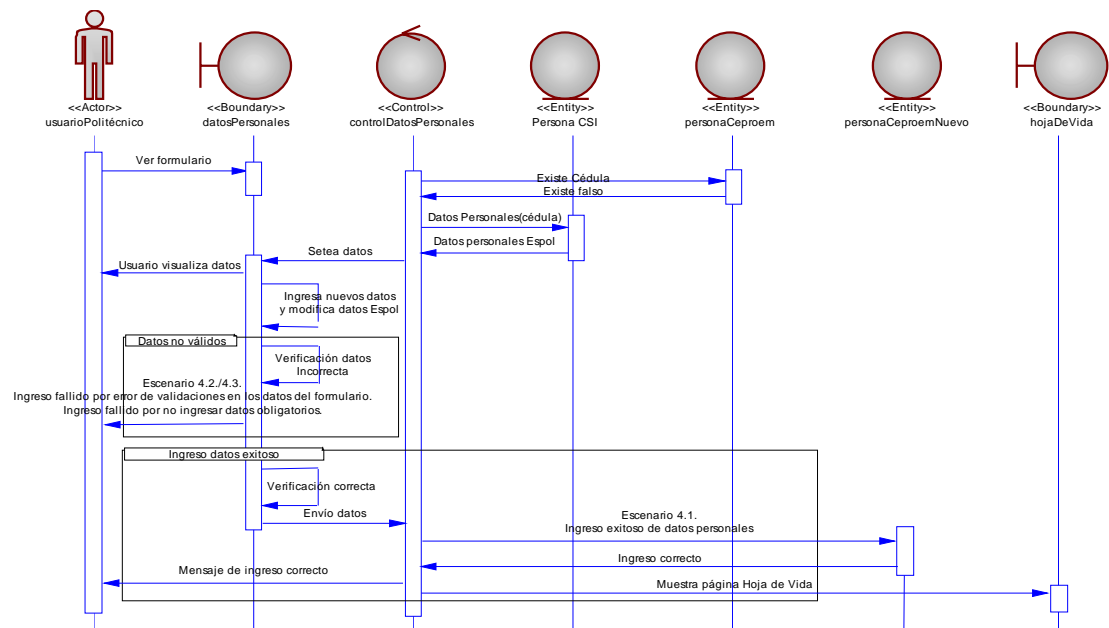 <<Actor>>
usuarioPolitécnico
<<Boundary>>
datosPersonales
<<Control>>
controlDatosPersonales
<<Entity>>
Persona CSI
<<Entity>>
personaCeproem
<<Entity>>
personaCeproemNuevo
<<Boundary>>
hojaDeVida
Ver formulario
Existe Cédula
Existe falso
Datos Personales(cédula)
Datos personales Espol
Setea datos
Usuario visualiza datos
Ingresa nuevos datos
y modifica datos Espol
Datos no válidos
Verificación datos
Incorrecta
Escenario 4.2./4.3.
Ingreso fallido por error de validaciones en los datos del formulario.
Ingreso fallido por no ingresar datos obligatorios.
Ingreso datos exitoso
Verificación correcta
Envío datos
Escenario 4.1.
Ingreso exitoso de datos personales
Ingreso correcto
Mensaje de ingreso correcto
Muestra página Hoja de Vida